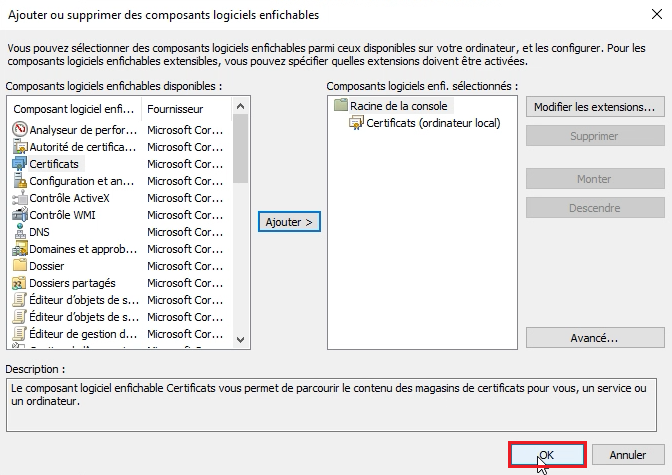 Ajouter ou supprimer des composants logiciels enfichables
Vous pouvez sélectionner des composants logiciels enfichables parmi ceux disponibles sur votre ordinateur, et les configurer. Pour les
composants logiciels enfichables extensibles, vous pouvez spécifier quelles extensions doivent être activées.
Composants logiciels enfichables disponibles :
Composant logiciel enfi... Fournisseur
Analyseur de perfor... Microsoft Cor...
Autorité de certifica... Microsoft Cor...
Certificats Microsoft Cor...
Configuration et an... Microsoft Cor...
Contrôle ActiveX Microsoft Cor...
Contrôle WMI Microsoft Cor...
DNS Microsoft Cor...
Domaines et approb... Microsoft Cor...
Dossier Microsoft Cor...
Dossiers partagés Microsoft Cor...
Éditeur d'objets de s... Microsoft Cor...
Éditeur d'objets de s... Microsoft Cor...
Éditeur de gestion d... Microsoft Cor...
Ajouter >
Composants logiciels enfi. sélectionnés :
Racine de la console
Certificats (ordinateur local)
Modifier les extensions...
Supprimer
Monter
Descendre
Avancé...
Description :
Le composant logiciel enfichable Certificats vous permet de parcourir le contenu des magasins de certificats pour vous, un service ou
un ordinateur.
OK
Annuler